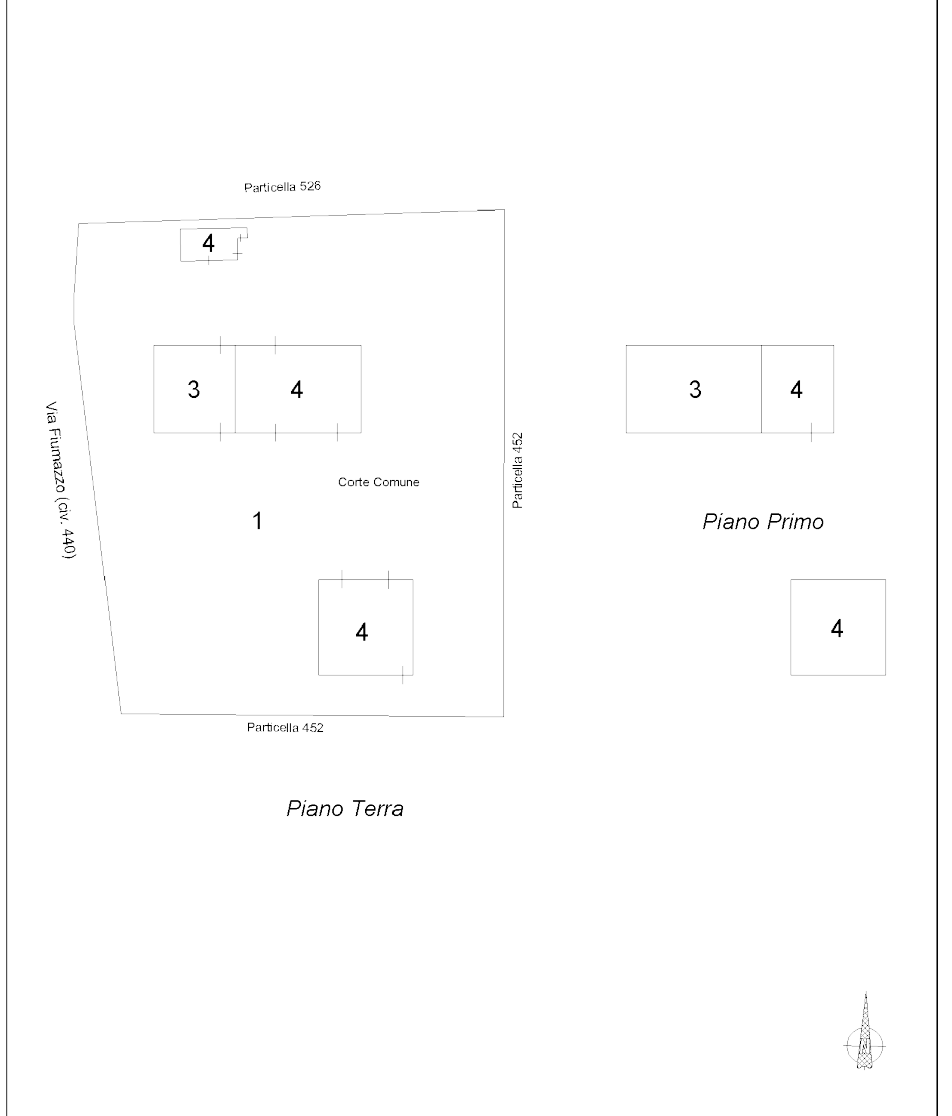 Particella 526
4
3
4
3
4
Via Fiumazzo (civ. 440)
Particella 452
Corte Comune
1
Piano Primo
4
4
Particella 452
Piano Terra
N